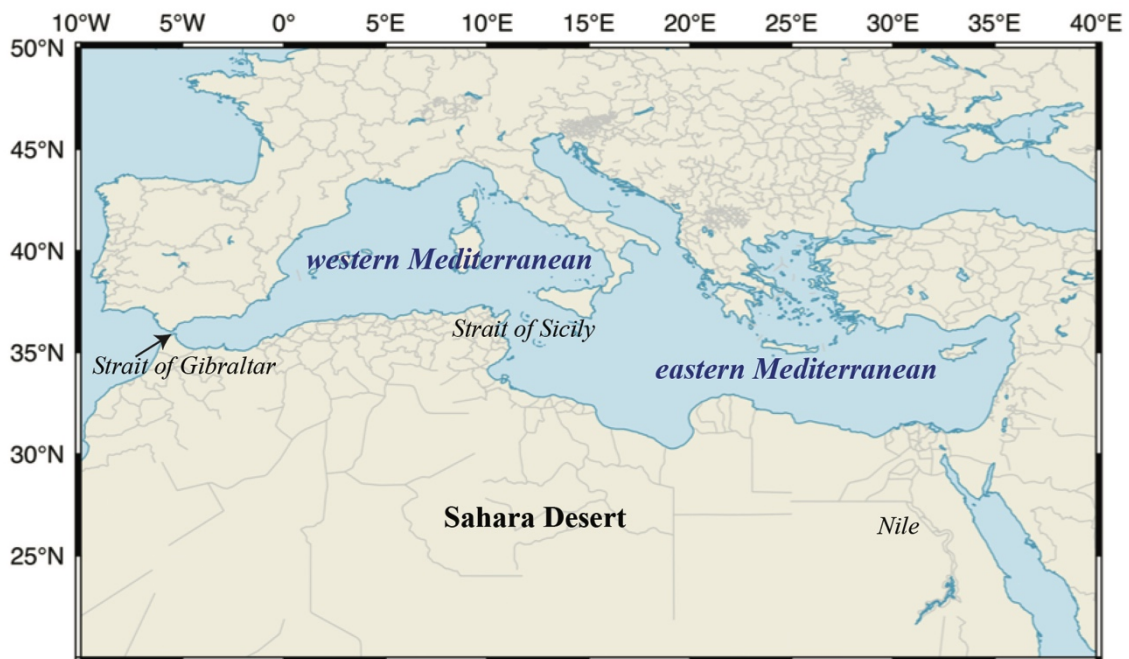 10°W 5°W 0° 5°E 10°E 15°E 20°E 25°E 30°E 35°E 40°E
50°N
45°N
40°N
western Mediterranean
Strait of Sicily
35°N
Strait of Gibraltar
eastern Mediterranean
30°N
Sahara Desert
Nile
25°N